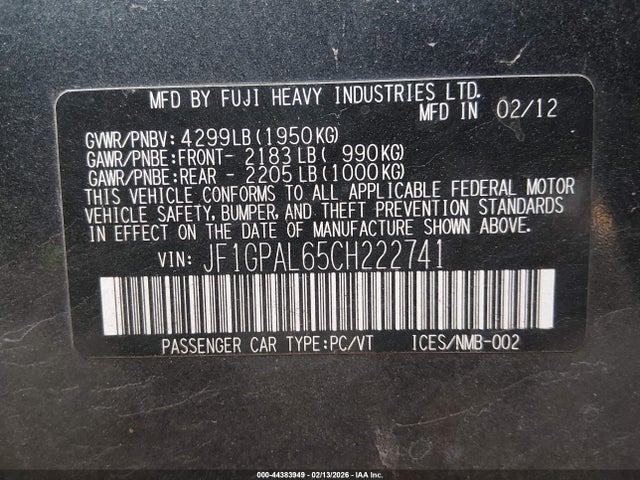 MFD BY FUJI HEAVY INDUSTRIES LTD.
MFD IN 02/12
GVWR/PNBV: 4299LB(1950KG)
GAWR/PNBE:FRONT- 2183LB( 990KG)
GAWR/PNBE:REAR - 2205LB(1000KG)
THIS VEHICLE CONFORMS TO ALL APPLICABLE FEDERAL MOTOR
VEHICLE SAFETY, BUMPER, AND THEFT PREVENTION STANDARDS
IN EFFECT ON THE DATE OF MANUFACTURE SHOWN ABOVE.
VIN: JF1GPAL65CH222741
PASSENGER CAR TYPE:PC/VT ICES/NMB-002
000-44383949 - 02/13/2026 - IAA Inc.